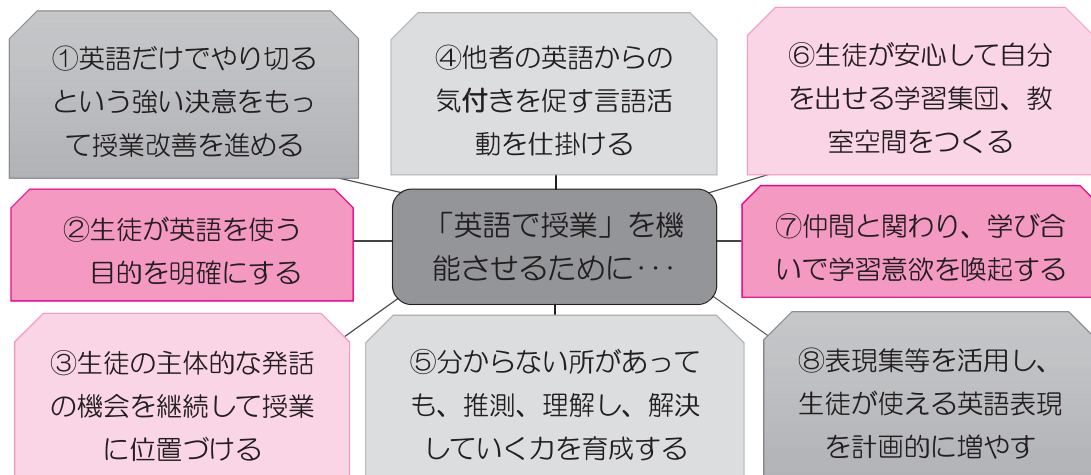 ①英語だけでやり切る
という強い決意をもっ
て授業改善を進める
②生徒が英語を使う
目的を明確にする
③生徒の主体的な発話
の機会を継続して授業
に位置づける
④他者の英語からの
気付きを促す言語活
動を仕掛ける
「英語で授業」を機
能させるために･･･
⑤分からない所があって
も、推測、理解し、解決
していく力を育成する
⑥生徒が安心して自分
を出せる学習集団、教
室空間をつくる
⑦仲間と関わり、学び合
いで学習意欲を喚起する
⑧表現集等を活用し、
生徒が使える英語表現
を計画的に増やす